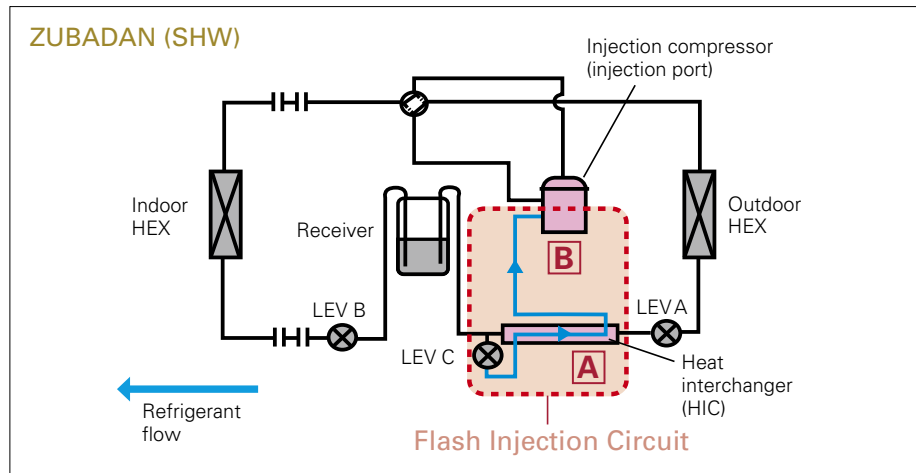 ZUBADAN (SHW)
Injection compressor
(injection port)
Indoor
HEX
Receiver
Outdoor
HEX
B
LEV B
LEV A
LEV C
A
Heat
interchanger
(HIC)
Refrigerant
flow
Flash Injection Circuit